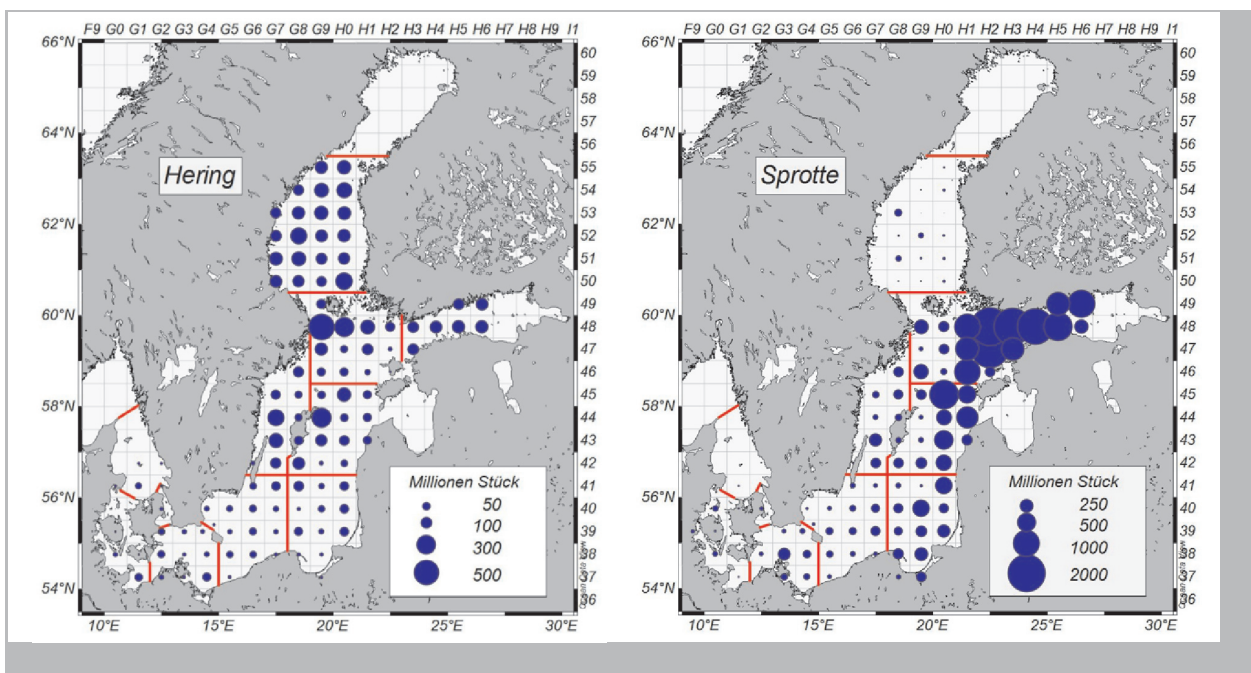 F9 G0 G1 G2 G3 G4 G5 G6 G7 G8 G9 H0 H1 H2 H3 H4 H5 H6 H7 H8 H9 I1
66°N
64°N
62°N
60°N
58°N
56°N
54°N
Hering
60
59
58
57
56
55
54
53
52
51
50
49
48
47
46
45
44
43
42
41
40
39
38
37
36
Millionen Stück
50
100
300
500
10°E 15°E 20°E 25°E 30°E
F9 G0 G1 G2 G3 G4 G5 G6 G7 G8 G9 H0 H1 H2 H3 H4 H5 H6 H7 H8 H9 I1
66°N
64°N
62°N
60°N
58°N
56°N
54°N
Sprotte
60
59
58
57
56
55
54
53
52
51
50
49
48
47
46
45
44
43
42
41
40
39
38
37
36
Millionen Stück
250
500
1000
2000
10°E 15°E 20°E 25°E 30°E